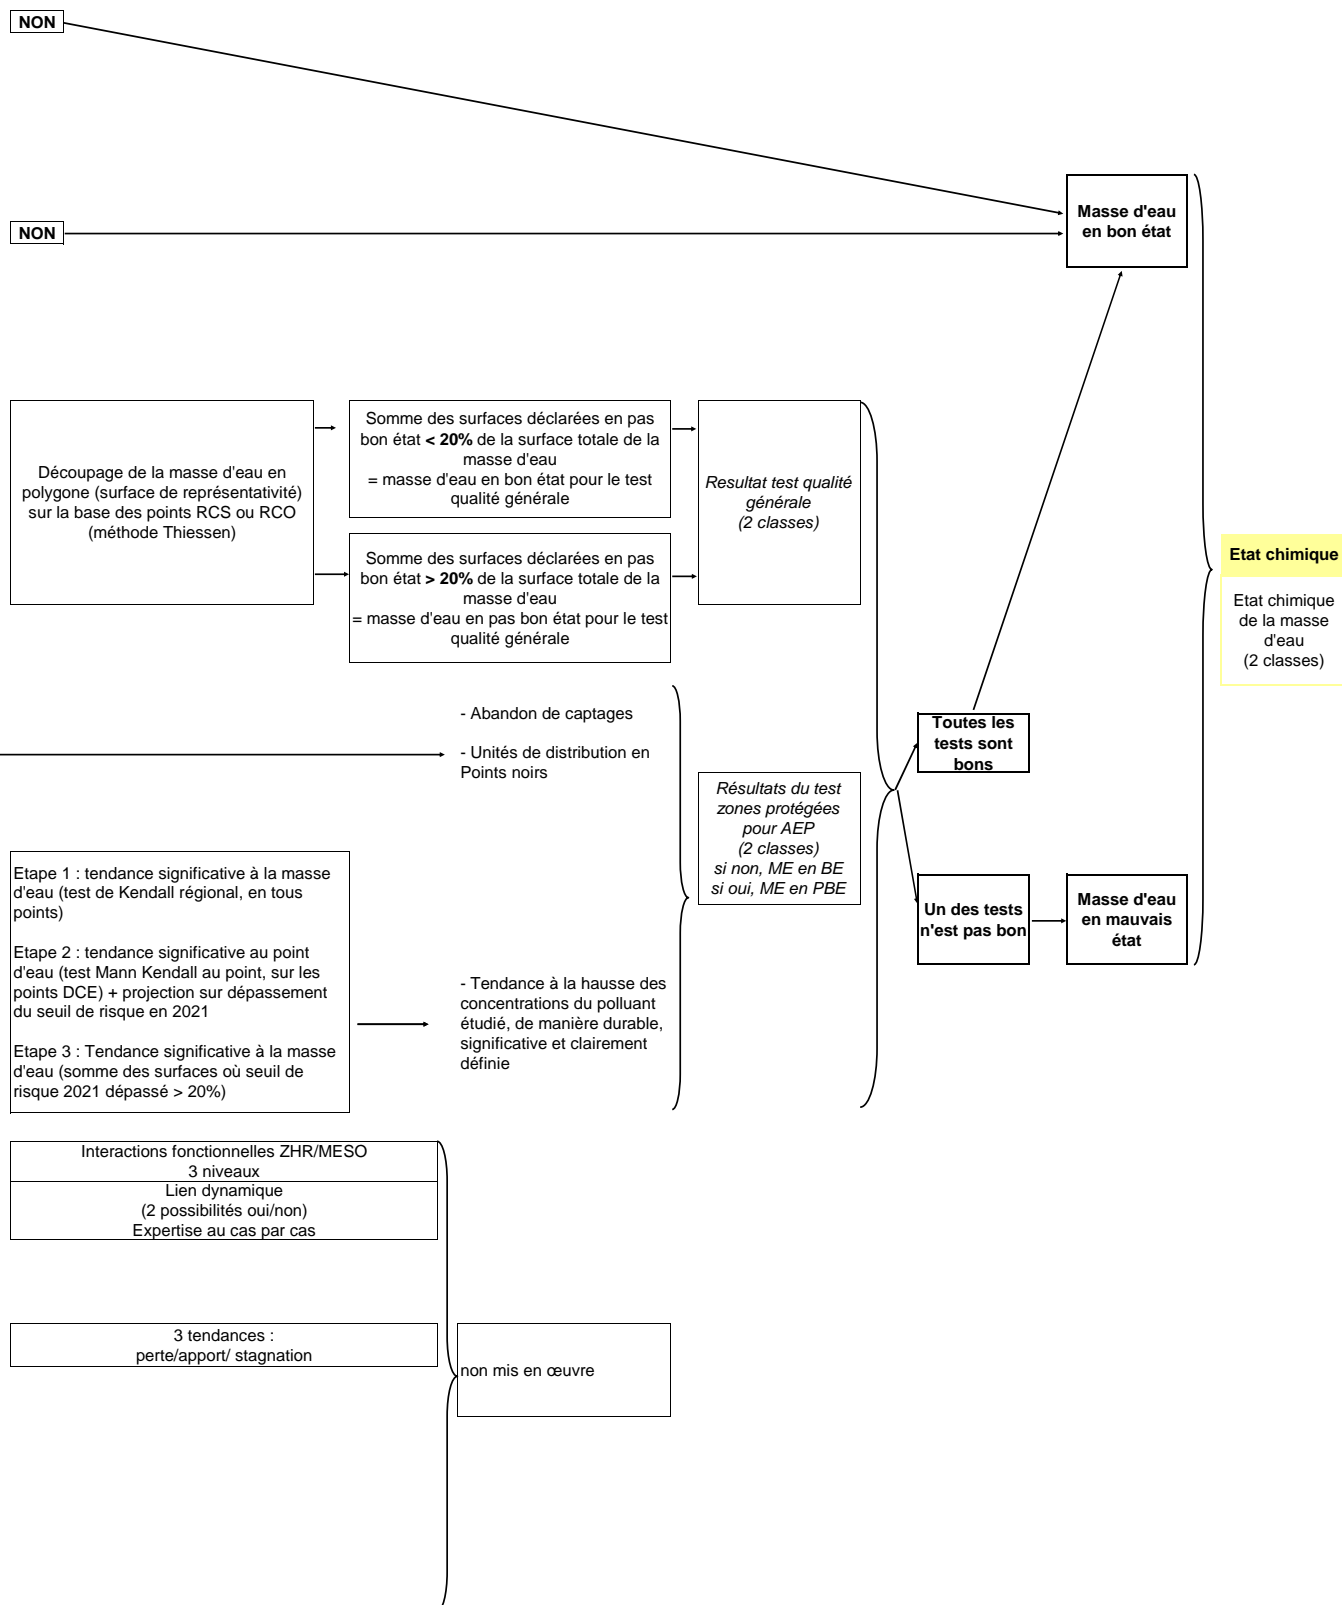 NON
Masse d'eau
en bon état
NON
Découpage de la masse d'eau en
polygone (surface de représentativité)
sur la base des points RCS ou RCO
(méthode Thiessen)
Somme des surfaces déclarées en pas
bon état < 20% de la surface totale de la
masse d'eau
= masse d'eau en bon état pour le test
qualité générale
Somme des surfaces déclarées en pas
bon état > 20% de la surface totale de la
masse d'eau
= masse d'eau en pas bon état pour le test
qualité générale
Resultat test qualité
générale
(2 classes)
Etat chimique
Etat chimique
de la masse
d'eau
(2 classes)
- Abandon de captages
- Unités de distribution en
Points noirs
Toutes les
tests sont
bons
Résultats du test
zones protégées
pour AEP
(2 classes)
si non, ME en BE
si oui, ME en PBE
Un des tests
n'est pas bon
Masse d'eau
en mauvais
état
Etape 1 : tendance significative à la masse
d'eau (test de Kendall régional, en tous
points)
Etape 2 : tendance significative au point
d'eau (test Mann Kendall au point, sur les
points DCE) + projection sur dépassement
du seuil de risque en 2021
Etape 3 : Tendance significative à la masse
d'eau (somme des surfaces où seuil de
risque 2021 dépassé > 20%)
- Tendance à la hausse des
concentrations du polluant
étudié, de manière durable,
significative et clairement
définie
Interactions fonctionnelles ZHR/MESO
3 niveaux
Lien dynamique
(2 possibilités oui/non)
Expertise au cas par cas
3 tendances :
perte/apport/ stagnation
non mis en œuvre